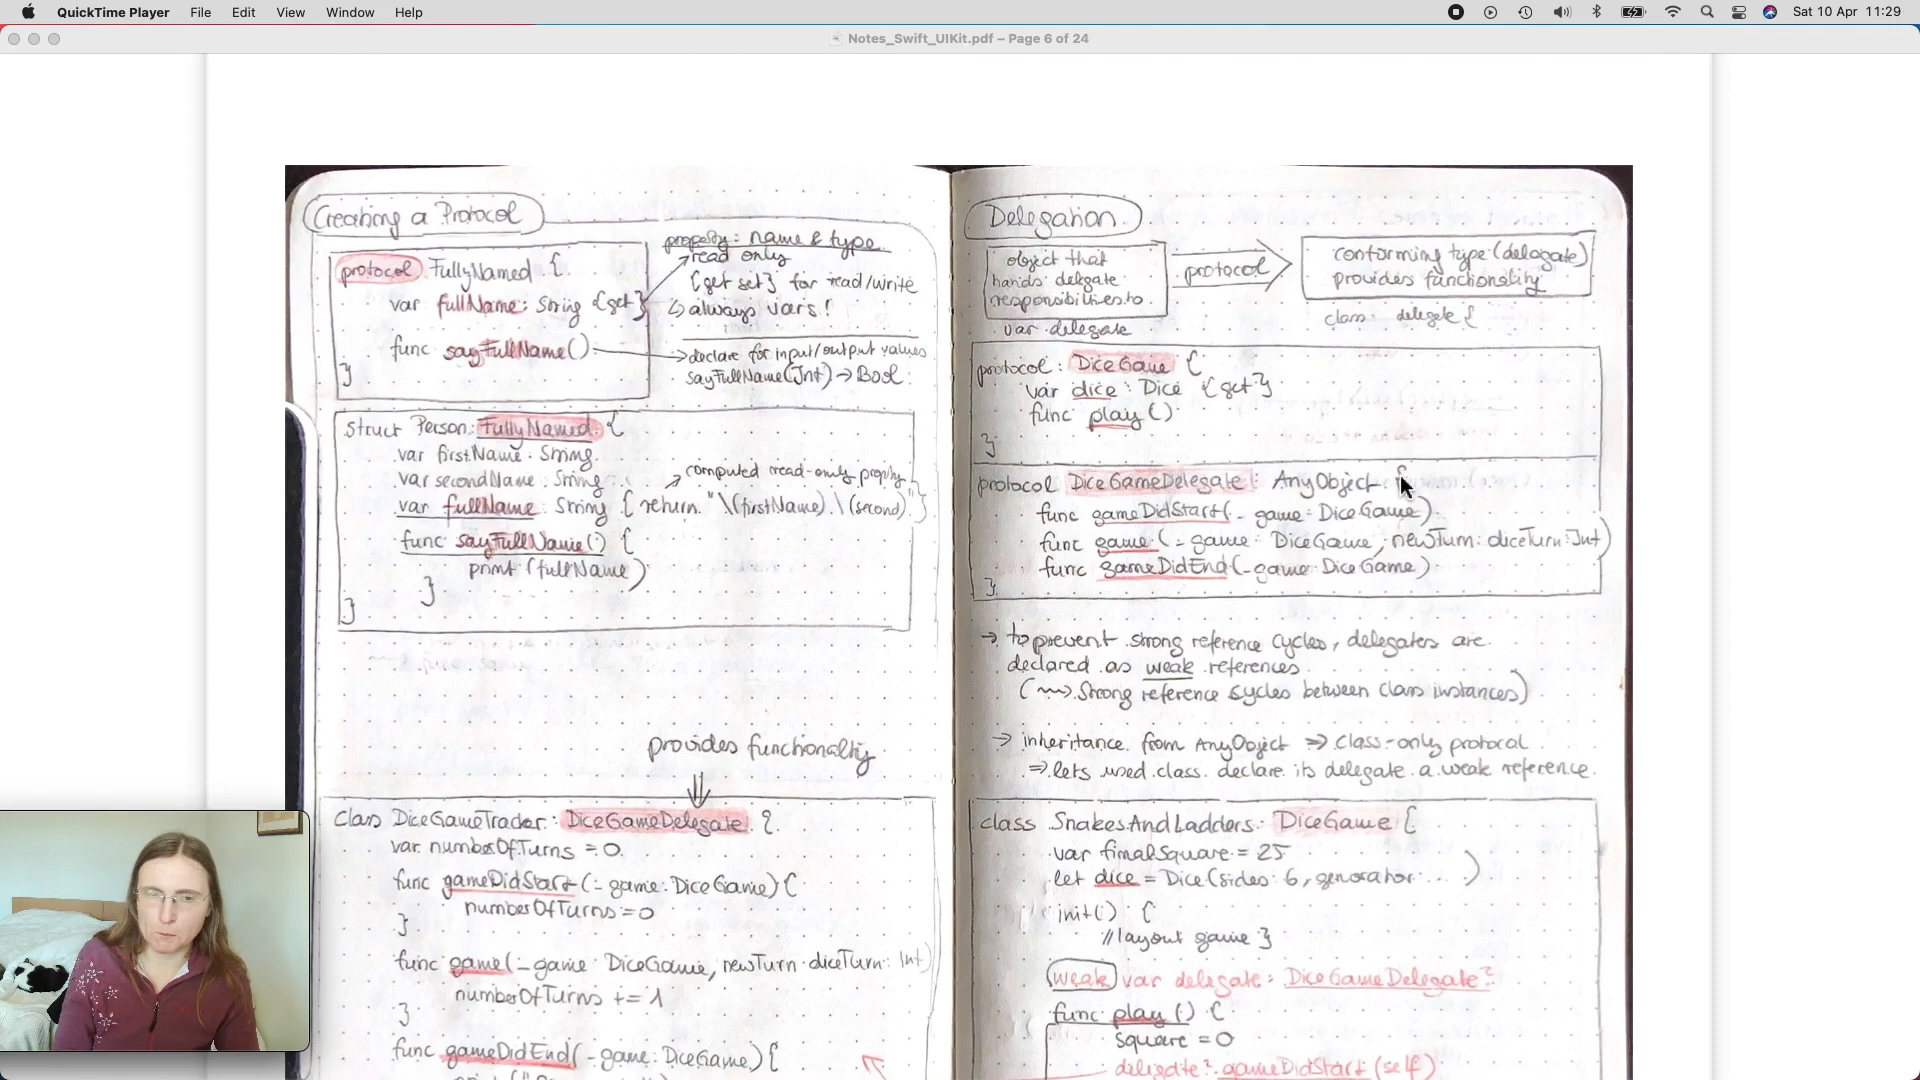 QuickTime Player File Edit View Window Help
Sat 10 Apr 11:29
Notes_Swift_UIKit.pdf – Page 6 of 24
Creating a Protocol
protocol FullyNamed {
var fullName: String {get}
func sayFullName()
}
property: name & type
read only
{get set} for read/write
↳ always vars!
→ declare for input/output values
sayFullName(Int) → Bool
struct Person: FullyNamed {
var firstName: String
var secondName: String
→ computed read-only property
var fullName: String { return "\(firstName) \(second)" }
func sayFullName() {
print (fullName)
}
}
provides functionality
⇓
class DiceGameTracker: DiceGameDelegate {
var numberOfTurns = 0
func gameDidStart(_ game: DiceGame) {
numberOfTurns = 0
}
func game(_ game: DiceGame, newTurn diceTurn: Int)
numberOfTurns += 1
}
func gameDidEnd(_ game: DiceGame) {
Delegation
object that
hands delegate
responsibilities to
var delegate
protocol
conforming type (delegate)
provides functionality
class delegate {
protocol: DiceGame {
var dice: Dice {get}
func play()
}
protocol DiceGameDelegate: AnyObject {
func gameDidStart(_ game: DiceGame)
func game (_ game: DiceGame, newTurn: diceTurn: Int)
func gameDidEnd(_ game: DiceGame)
}
→ to prevent strong reference cycles, delegaters are
declared as weak references
(⟿ Strong reference cycles between class instances)
→ inheritance from AnyObject ⇒ class-only protocol
⇒ lets used class declare its delegate a weak reference.
class SnakesAndLadders: DiceGame {
var finalSquare = 25
let dice = Dice(sides: 6, generator: ... )
init() {
//layout game }
weak var delegate: DiceGameDelegate?
func play () {
square = 0
delegate?.gameDidStart(self)